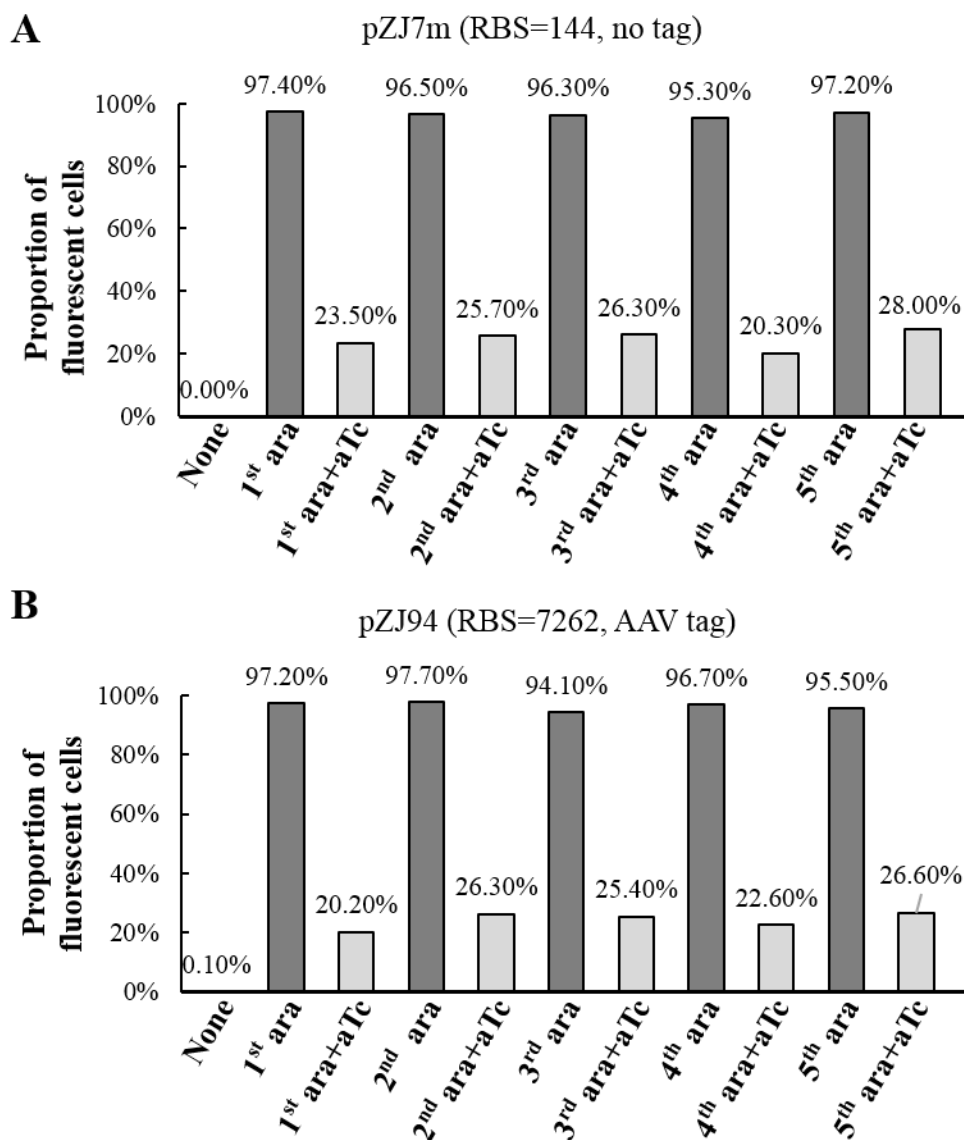 A
pZJ7m (RBS=144, no tag)
97.40% 96.50% 96.30% 95.30% 97.20%
100%
80%
60%
40%
20%
0%
Proportion of
fluorescent cells
0.00% 23.50% 25.70% 26.30% 20.30% 28.00%
None
1st ara
1st ara+aTc
2nd ara
2nd ara+aTc
3rd ara
3rd ara+aTc
4th ara
4th ara+aTc
5th ara
5th ara+aTc
B
pZJ94 (RBS=7262, AAV tag)
97.20% 97.70% 94.10% 96.70% 95.50%
100%
80%
60%
40%
20%
0%
Proportion of
fluorescent cells
0.10% 20.20% 26.30% 25.40% 22.60% 26.60%
None
1st ara
1st ara+aTc
2nd ara
2nd ara+aTc
3rd ara
3rd ara+aTc
4th ara
4th ara+aTc
5th ara
5th ara+aTc